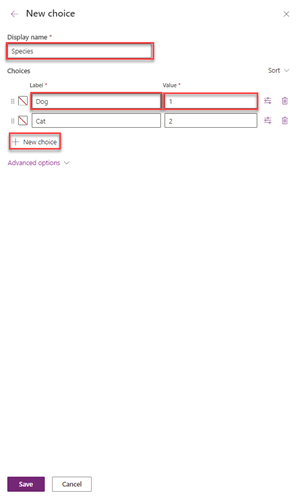 New choice
Display name *
Species
Choices
Sort
Label * Value *
Dog 1
Cat 2
New choice
Advanced options
Save Cancel